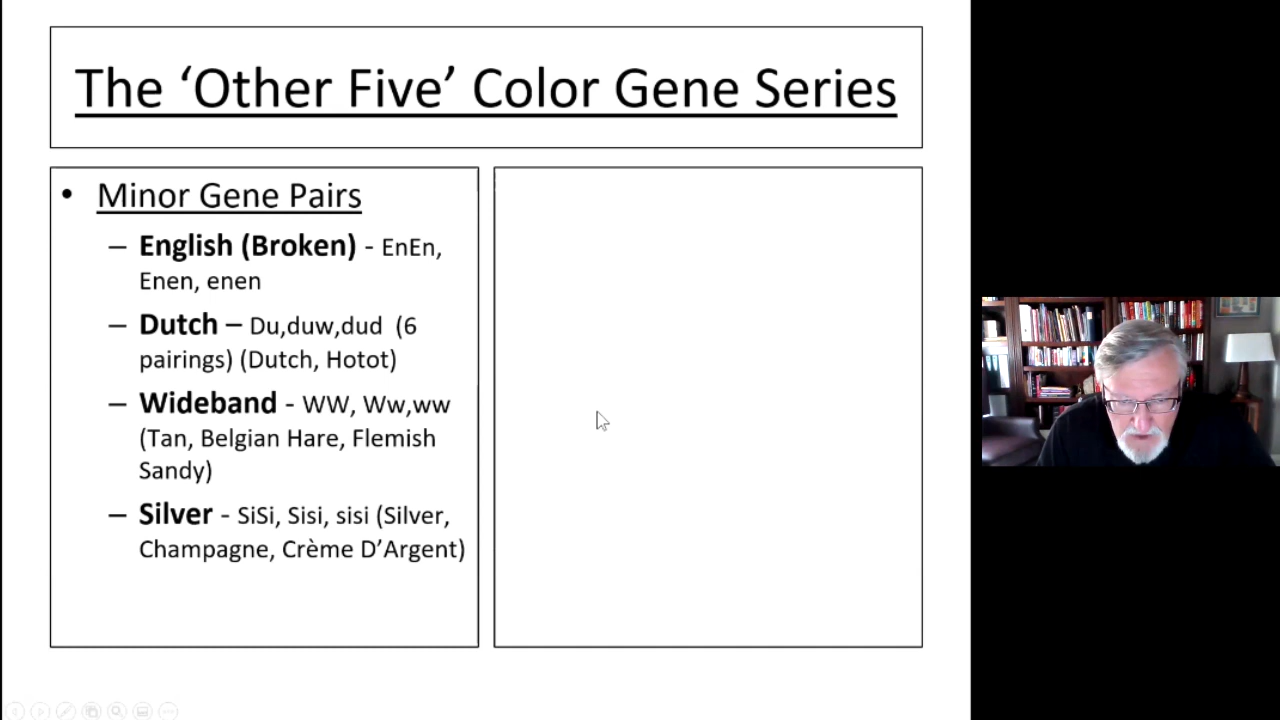 The ‘Other Five’ Color Gene Series
• Minor Gene Pairs
– English (Broken) - EnEn,
Enen, enen
– Dutch – Du,duw,dud (6
pairings) (Dutch, Hotot)
– Wideband - WW, Ww,ww
(Tan, Belgian Hare, Flemish
Sandy)
– Silver - SiSi, Sisi, sisi (Silver,
Champagne, Crème D’Argent)